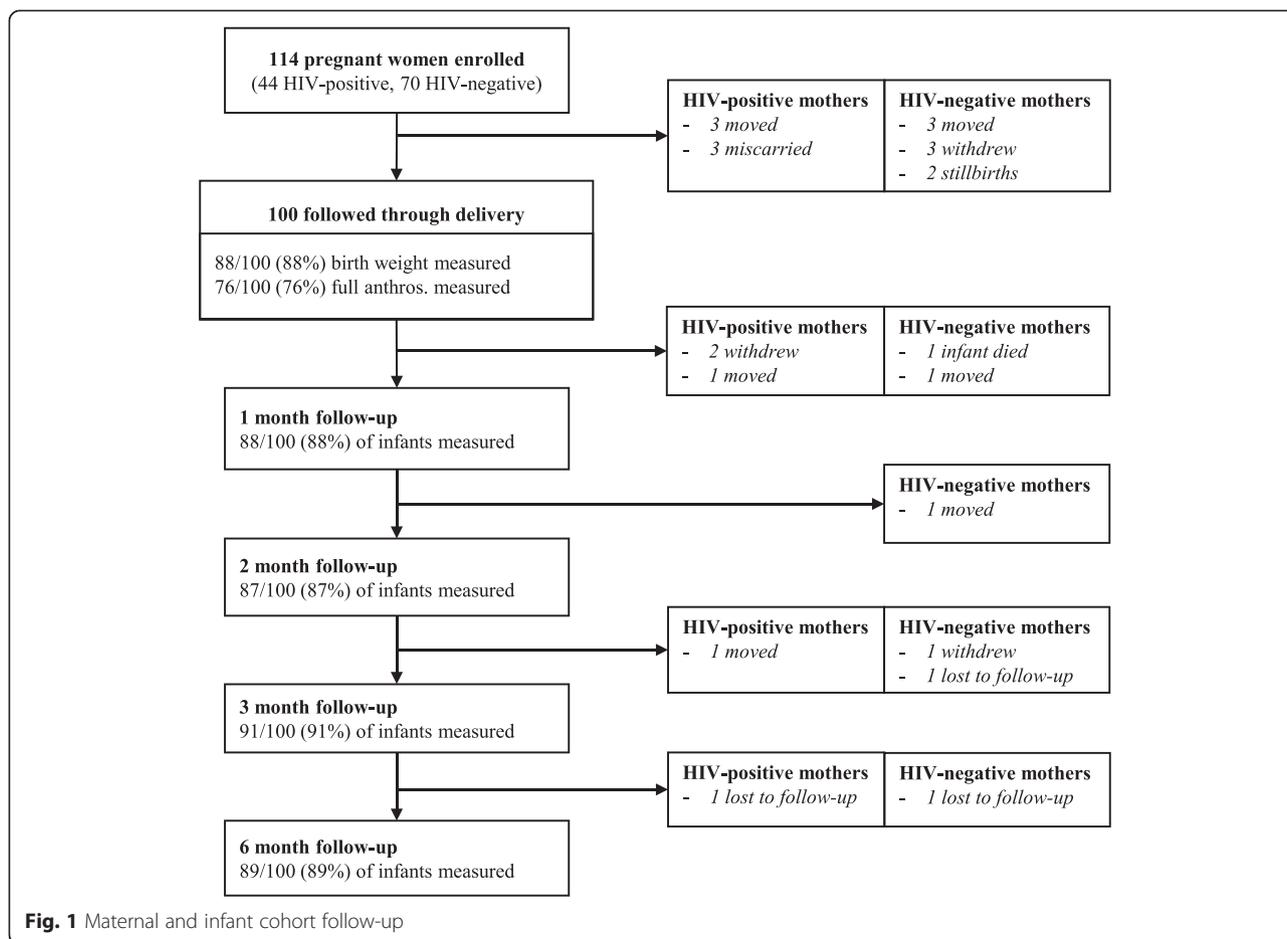 114 pregnant women enrolled
(44 HIV-positive, 70 HIV-negative)
HIV-positive mothers
- 3 moved
- 3 miscarried
HIV-negative mothers
- 3 moved
- 3 withdrew
- 2 stillbirths
100 followed through delivery
88/100 (88%) birth weight measured
76/100 (76%) full anthros. measured
HIV-positive mothers
- 2 withdrew
- 1 moved
HIV-negative mothers
- 1 infant died
- 1 moved
1 month follow-up
88/100 (88%) of infants measured
HIV-negative mothers
- 1 moved
2 month follow-up
87/100 (87%) of infants measured
HIV-positive mothers
- 1 moved
HIV-negative mothers
- 1 withdrew
- 1 lost to follow-up
3 month follow-up
91/100 (91%) of infants measured
HIV-positive mothers
- 1 lost to follow-up
HIV-negative mothers
- 1 lost to follow-up
6 month follow-up
89/100 (89%) of infants measured
Fig. 1 Maternal and infant cohort follow-up